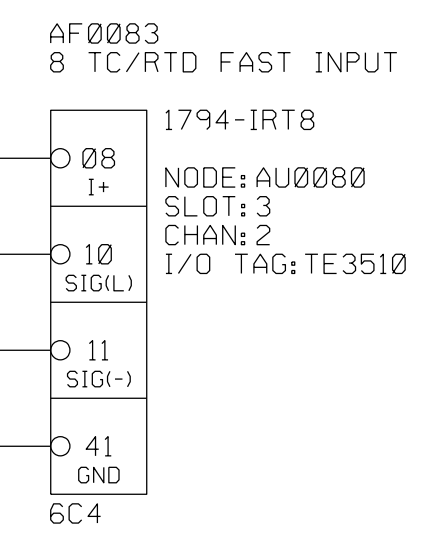 AF0083
8 TC/RTD FAST INPUT
1794-IRT8
08
I+
NODE:AU0080
SLOT:3
CHAN:2
I/O TAG:TE3510
10
SIG(L)
11
SIG(-)
41
GND
6C4